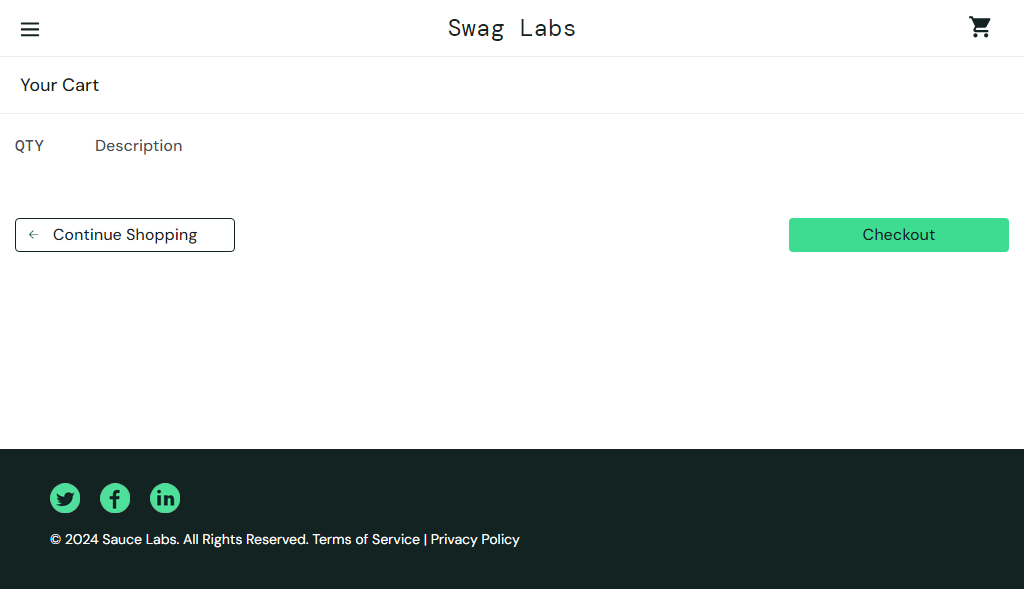 Swag Labs
Your Cart
QTY Description
Continue Shopping Checkout
© 2024 Sauce Labs. All Rights Reserved. Terms of Service | Privacy Policy